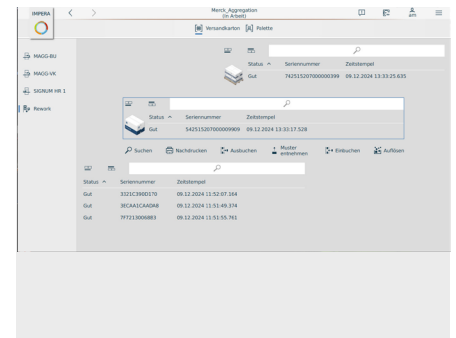 IMPERA
Merck_Aggregation
(In Arbeit)
am
Versandkarton Palette
MAGG-BU
MAGG-VK
SIGNUM HR 1
Rework
Status Seriennummer Zeitstempel
Gut 742515207000000399 09.12.2024 13:33:25.635
Status Seriennummer Zeitstempel
Gut 542515207000009909 09.12.2024 13:33:17.528
Suchen Nachdrucken Ausbuchen Muster entnehmen Einbuchen Auflösen
Status Seriennummer Zeitstempel
Gut 3321C390D170 09.12.2024 11:52:07.164
Gut 3ECAA1CAADA8 09.12.2024 11:51:49.374
Gut 7F7213006883 09.12.2024 11:51:55.761